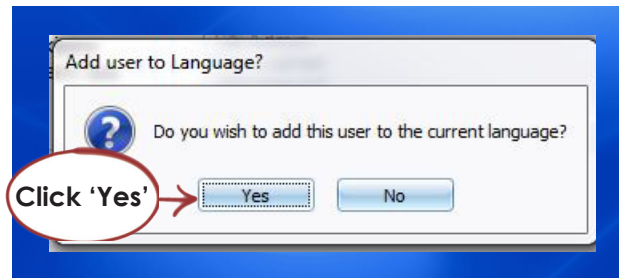 Add user to Language?
Do you wish to add this user to the current language?
Click ‘Yes’
Yes
No